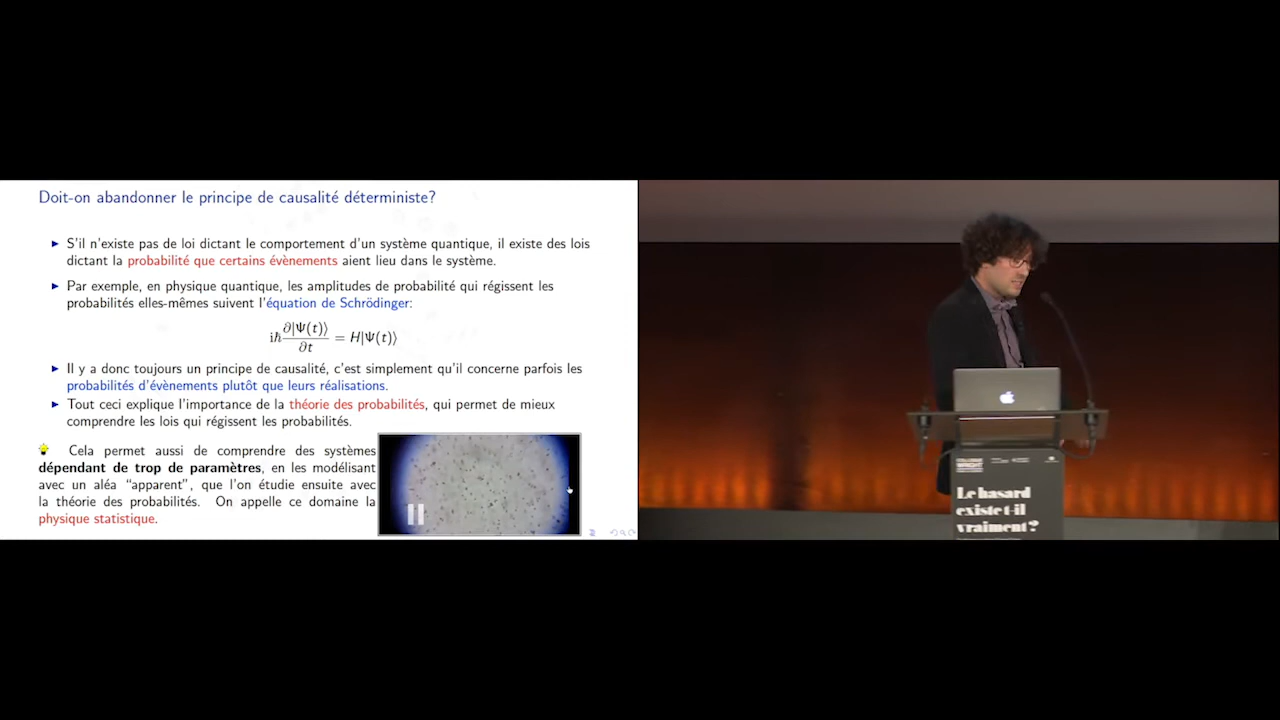 Doit-on abandonner le principe de causalité déterministe?
► S'il n'existe pas de loi dictant le comportement d'un système quantique, il existe des lois
dictant la probabilité que certains évènements aient lieu dans le système.
► Par exemple, en physique quantique, les amplitudes de probabilité qui régissent les
probabilités elles-mêmes suivent l'équation de Schrödinger:
iℏ ∂|Ψ(t)⟩/∂t = H|Ψ(t)⟩
► Il y a donc toujours un principe de causalité, c'est simplement qu'il concerne parfois les
probabilités d'évènements plutôt que leurs réalisations.
► Tout ceci explique l'importance de la théorie des probabilités, qui permet de mieux
comprendre les lois qui régissent les probabilités.
Cela permet aussi de comprendre des systèmes
dépendant de trop de paramètres, en les modélisant
avec un aléa “apparent”, que l'on étudie ensuite avec
la théorie des probabilités. On appelle ce domaine la
physique statistique.
WRIGHT
Le hasard
existe t-il
vraiment ?